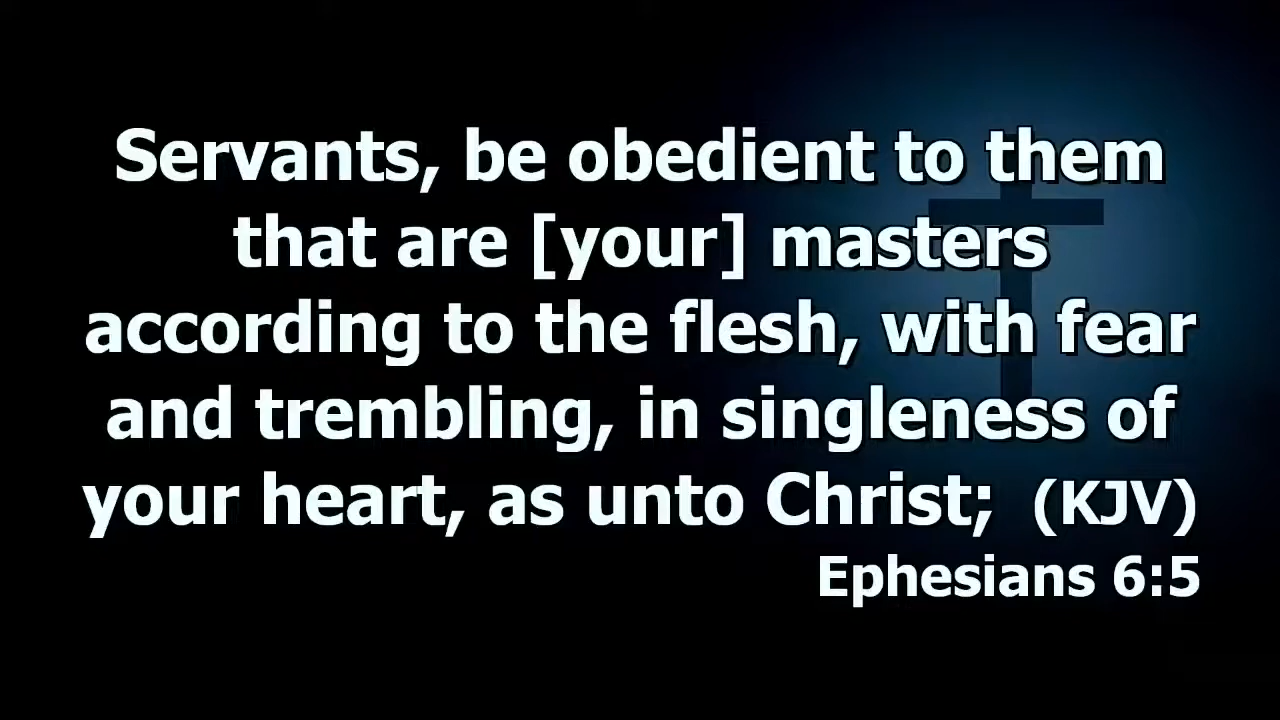 Servants, be obedient to them
that are [your] masters
according to the flesh, with fear
and trembling, in singleness of
your heart, as unto Christ; (KJV)
Ephesians 6:5